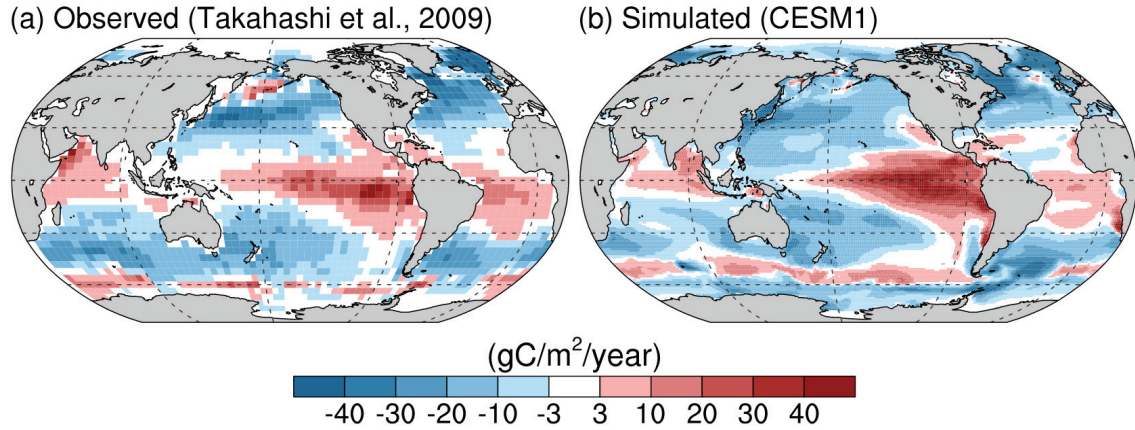 (a) Observed (Takahashi et al., 2009)
(b) Simulated (CESM1)
(gC/m²/year)
-40 -30 -20 -10 -3 3 10 20 30 40